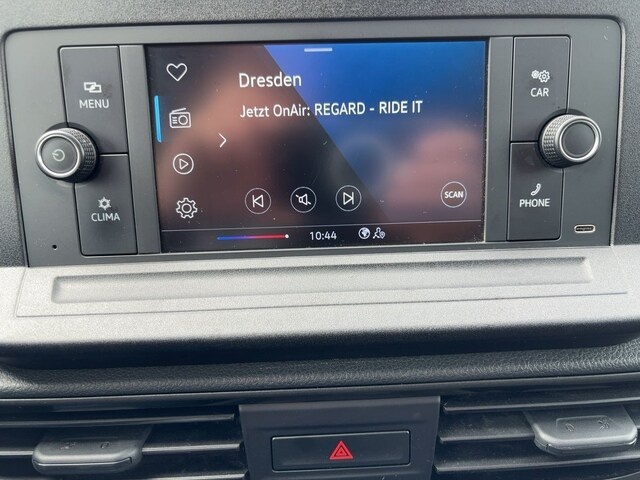 MENU
CLIMA
Dresden
Jetzt OnAir: REGARD - RIDE IT
SCAN
10:44
CAR
PHONE